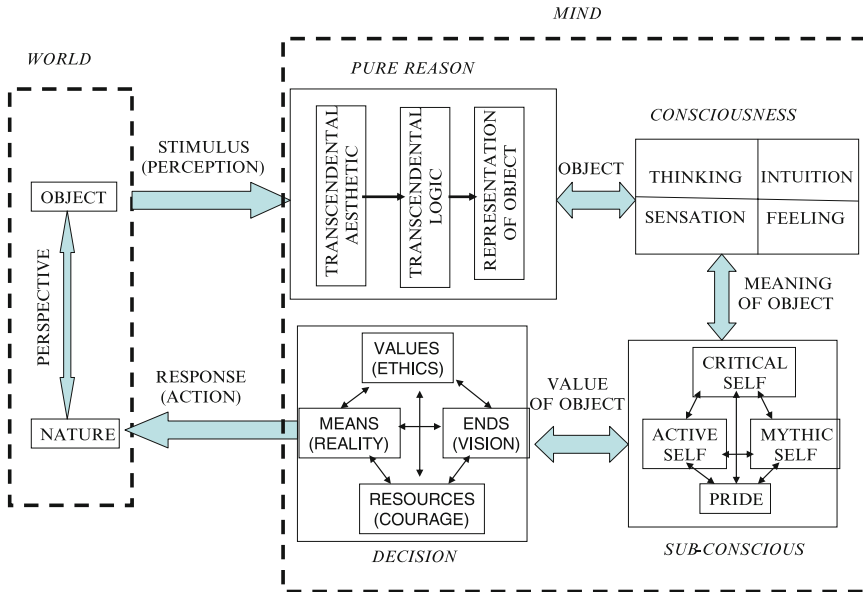 MIND
WORLD
PURE REASON
CONSCIOUSNESS
STIMULUS
(PERCEPTION)
OBJECT
PERSPECTIVE
NATURE
TRANSCENDENTAL
AESTHETIC
TRANSCENDENTAL
LOGIC
REPRESENTATION
OF OBJECT
OBJECT
THINKING
INTUITION
SENSATION
FEELING
MEANING
OF OBJECT
RESPONSE
(ACTION)
VALUES
(ETHICS)
MEANS
(REALITY)
ENDS
(VISION)
RESOURCES
(COURAGE)
DECISION
VALUE
OF OBJECT
CRITICAL
SELF
ACTIVE
SELF
MYTHIC
SELF
PRIDE
SUB-CONSCIOUS